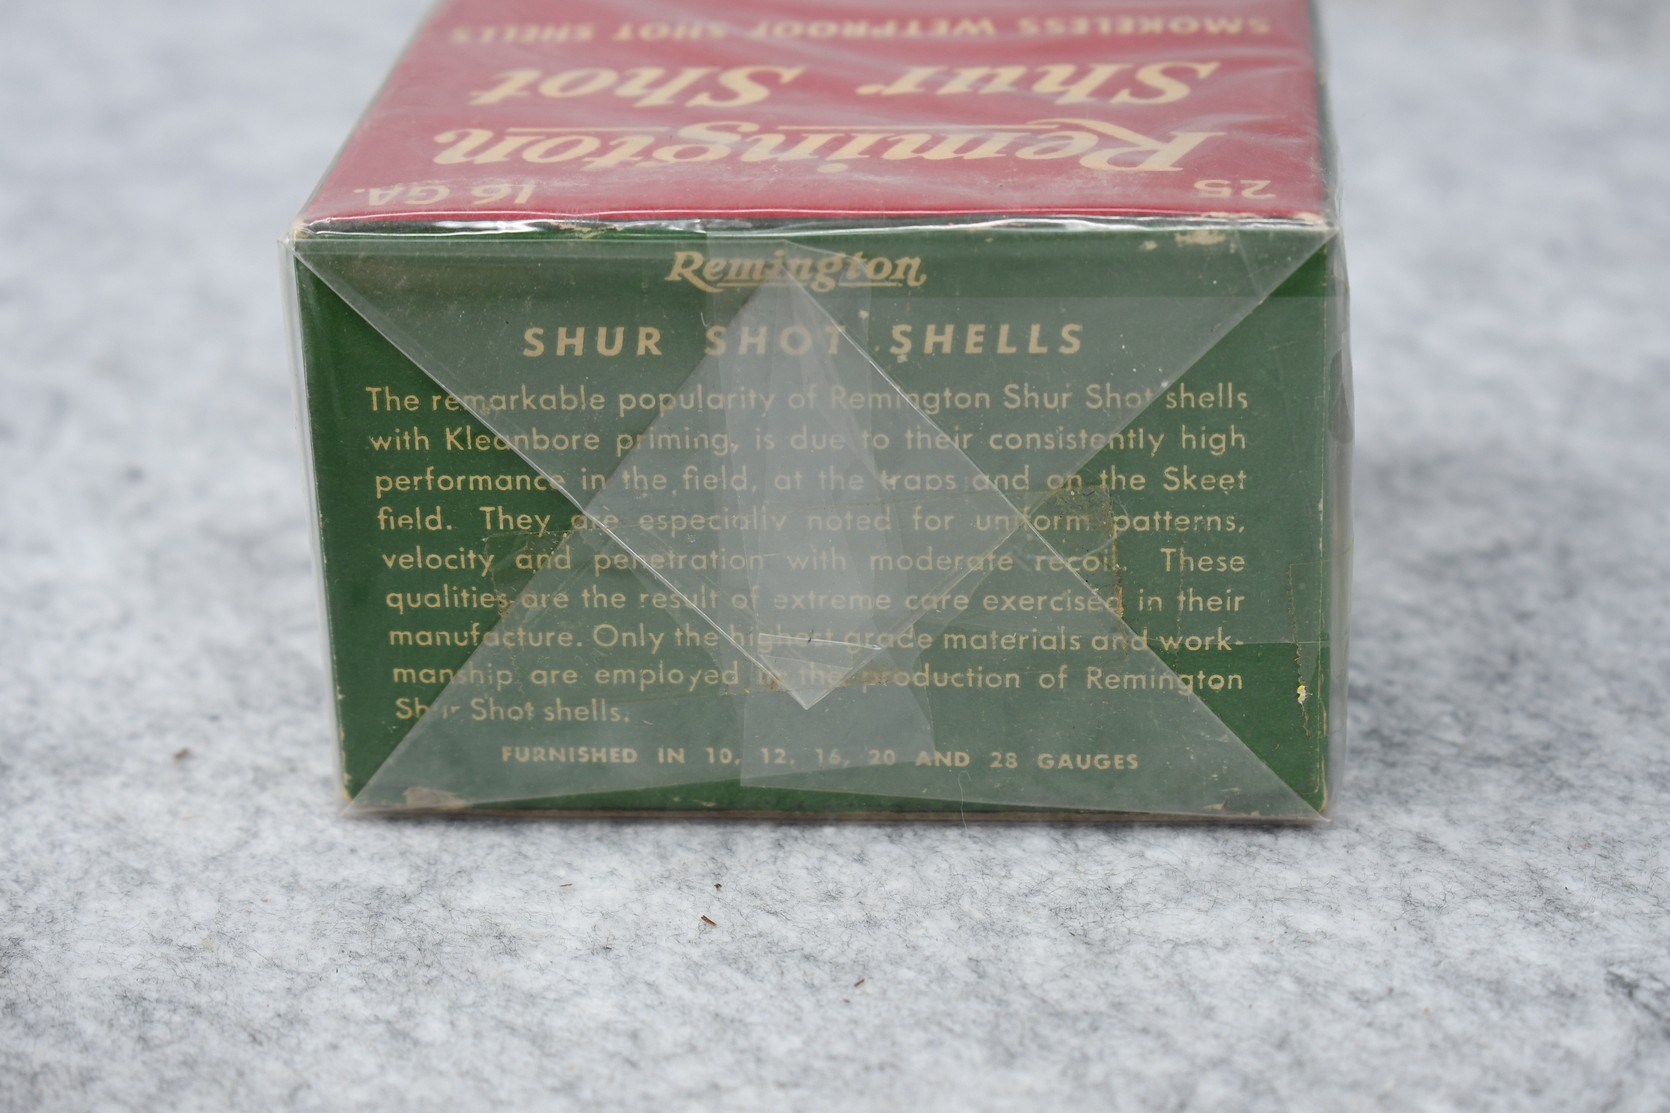 SMOKELESS WETPROOF SHOT SHELLS
Shur Shot
Remington
25 16 GA.
Remington
SHUR SHOT SHELLS
The remarkable popularity of Remington Shur Shot shells
with Kleanbore priming, is due to their consistently high
performance in the field, at the traps and on the Skeet
field. They are especially noted for uniform patterns,
velocity and penetration with moderate recoil. These
qualities are the result of extreme care exercised in their
manufacture. Only the highest grade materials and work-
manship are employed in the production of Remington
Shur Shot shells.
FURNISHED IN 10, 12, 16, 20 AND 28 GAUGES